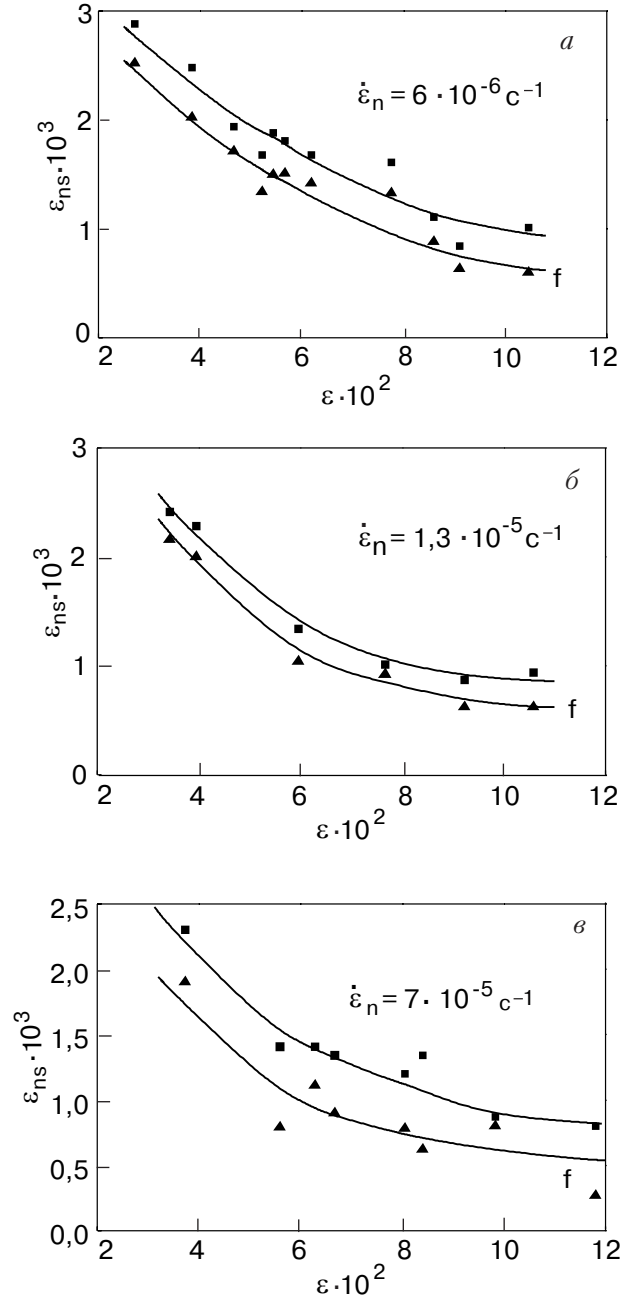 3
а
ε̇n = 6 · 10⁻⁶ c⁻¹
2
εns·10³
1
f
0
2 4 6 8 10 12
ε·10²
3
б
ε̇n = 1,3 · 10⁻⁵ c⁻¹
2
εns·10³
1
f
0
2 4 6 8 10 12
ε·10²
2,5
в
2,0
ε̇n = 7· 10⁻⁵ c⁻¹
1,5
εns·10³
1,0
0,5
f
0,0
2 4 6 8 10 12
ε·10²